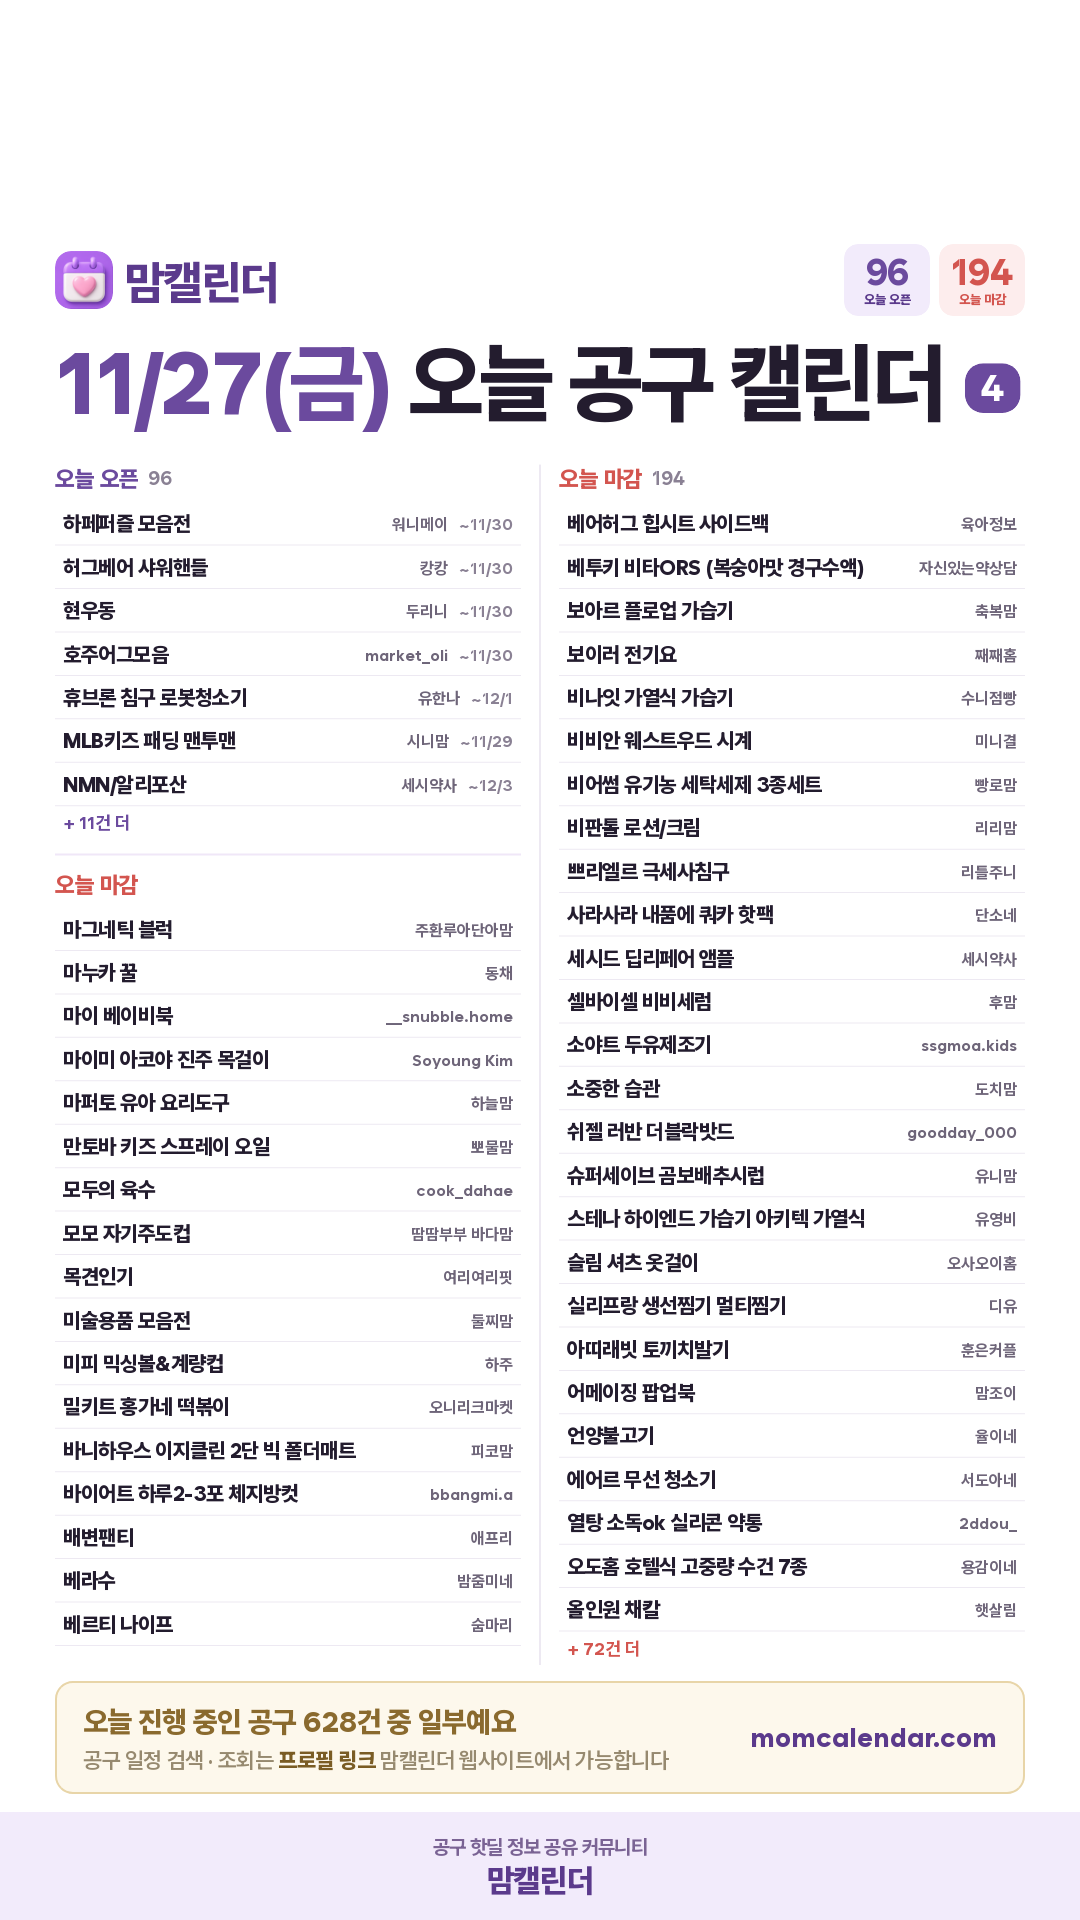 맘캘린더
96
오늘 오픈
194
오늘 마감
11/27(금) 오늘 공구 캘린더 4
오늘 오픈 96
하페퍼즐 모음전 워니메이 ~11/30
허그베어 샤워핸들 캉캉 ~11/30
현우동 두리니 ~11/30
호주어그모음 market_oli ~11/30
휴브론 침구 로봇청소기 유한나 ~12/1
MLB키즈 패딩 맨투맨 시니맘 ~11/29
NMN/알리포산 세시약사 ~12/3
+ 11건 더
오늘 마감
마그네틱 블럭 주환루아단아맘
마누카 꿀 동채
마이 베이비북 __snubble.home
마이미 아코야 진주 목걸이 Soyoung Kim
마퍼토 유아 요리도구 하늘맘
만토바 키즈 스프레이 오일 뽀물맘
모두의 육수 cook_dahae
모모 자기주도컵 땀땀부부 바다맘
목견인기 여리여리핏
미술용품 모음전 둘찌맘
미피 믹싱볼&계량컵 하주
밀키트 홍가네 떡볶이 오니리크마켓
바니하우스 이지클린 2단 빅 폴더매트 피코맘
바이어트 하루2-3포 체지방컷 bbangmi.a
배변팬티 애프리
베라수 밤줌미네
베르티 나이프 숨마리
오늘 마감 194
베어허그 힙시트 사이드백 육아정보
베투키 비타ORS (복숭아맛 경구수액) 자신있는약상담
보아르 플로업 가습기 축복맘
보이러 전기요 째째홈
비나잇 가열식 가습기 수니점빵
비비안 웨스트우드 시계 미니결
비어썸 유기농 세탁세제 3종세트 빵로맘
비판톨 로션/크림 리리맘
쁘리엘르 극세사침구 리틀주니
사라사라 내품에 쿼카 핫팩 단소네
세시드 딥리페어 앰플 세시약사
셀바이셀 비비세럼 후맘
소야트 두유제조기 ssgmoa.kids
소중한 습관 도치맘
쉬젤 러반 더블락밧드 goodday_000
슈퍼세이브 곰보배추시럽 유니맘
스테나 하이엔드 가습기 아키텍 가열식 유영비
슬림 셔츠 옷걸이 오사오이홈
실리프랑 생선찜기 멀티찜기 디유
아띠래빗 토끼치발기 훈은커플
어메이징 팝업북 맘조이
언양불고기 율이네
에어르 무선 청소기 서도아네
열탕 소독ok 실리콘 약통 2ddou_
오도홈 호텔식 고중량 수건 7종 용감이네
올인원 채칼 햇살림
+ 72건 더
오늘 진행 중인 공구 628건 중 일부예요
공구 일정 검색 · 조회는 프로필 링크 맘캘린더 웹사이트에서 가능합니다
momcalendar.com
공구 핫딜 정보 공유 커뮤니티
맘캘린더